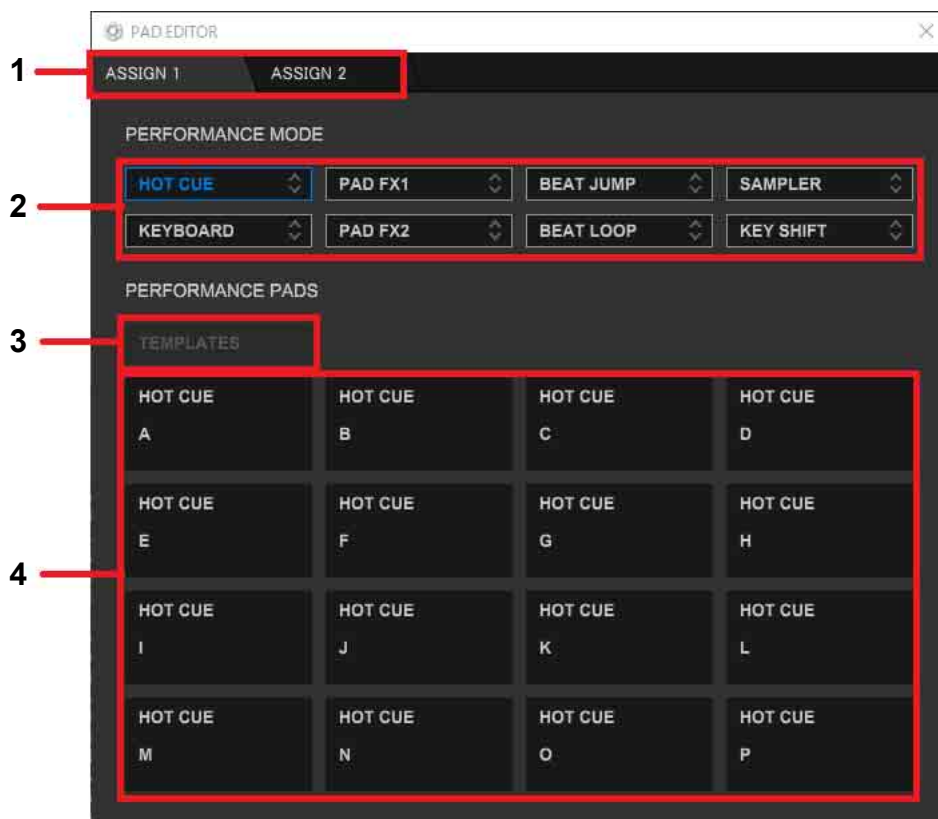 PAD EDITOR
1 ASSIGN 1 ASSIGN 2
PERFORMANCE MODE
HOT CUE PAD FX1 BEAT JUMP SAMPLER
2
KEYBOARD PAD FX2 BEAT LOOP KEY SHIFT
PERFORMANCE PADS
3 TEMPLATES
HOT CUE HOT CUE HOT CUE HOT CUE
A B C D
HOT CUE HOT CUE HOT CUE HOT CUE
E F G H
4
HOT CUE HOT CUE HOT CUE HOT CUE
I J K L
HOT CUE HOT CUE HOT CUE HOT CUE
M N O P